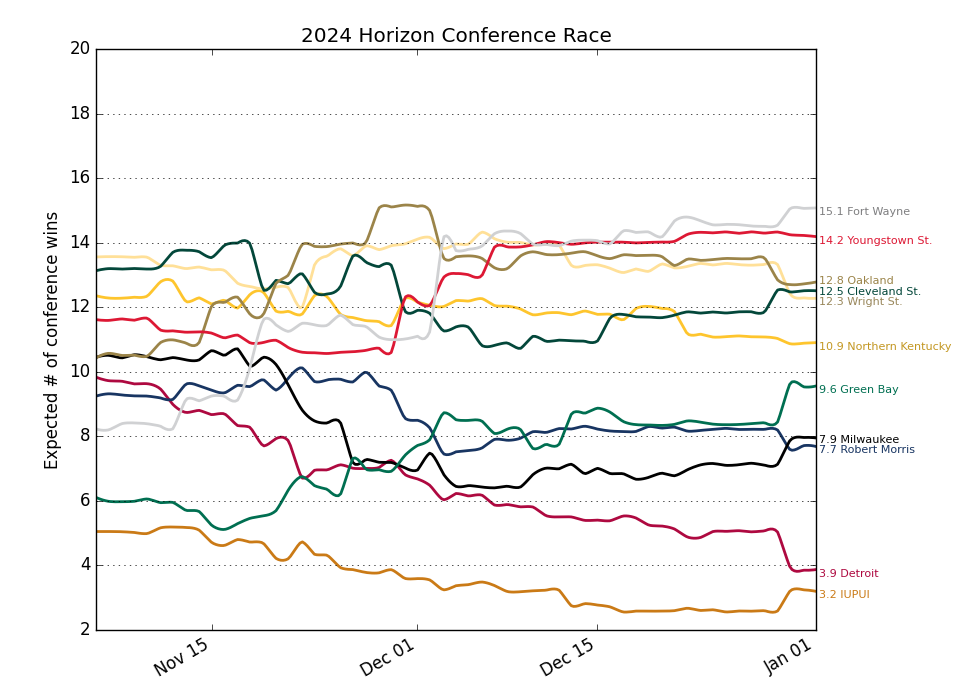 2024 Horizon Conference Race
Expected # of conference wins
20
18
16
14
12
10
8
6
4
2
15.1 Fort Wayne
14.2 Youngstown St.
12.8 Oakland
12.5 Cleveland St.
12.3 Wright St.
10.9 Northern Kentucky
9.6 Green Bay
7.9 Milwaukee
7.7 Robert Morris
3.9 Detroit
3.2 IUPUI
Nov 15
Dec 01
Dec 15
Jan 01